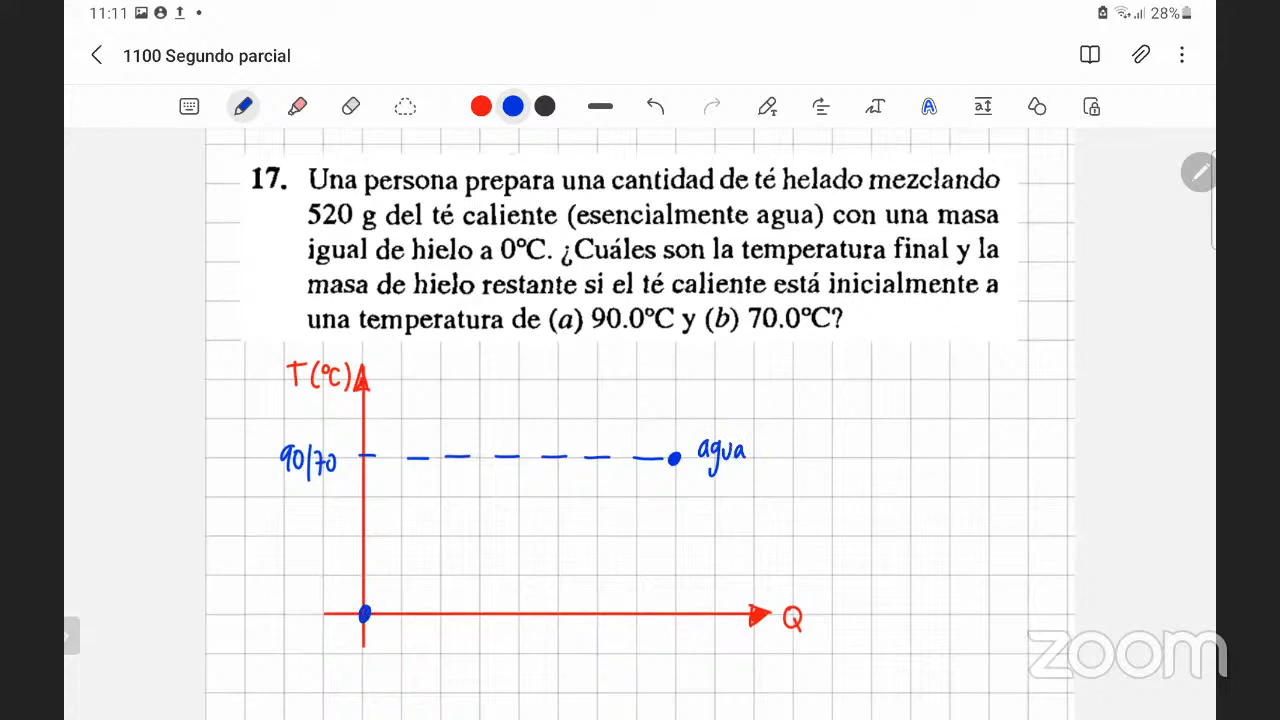 11:11
28%
1100 Segundo parcial
17. Una persona prepara una cantidad de té helado mezclando
520 g del té caliente (esencialmente agua) con una masa
igual de hielo a 0°C. ¿Cuáles son la temperatura final y la
masa de hielo restante si el té caliente está inicialmente a
una temperatura de (a) 90.0°C y (b) 70.0°C?
T(°C)
90/70
agua
Q
zoom